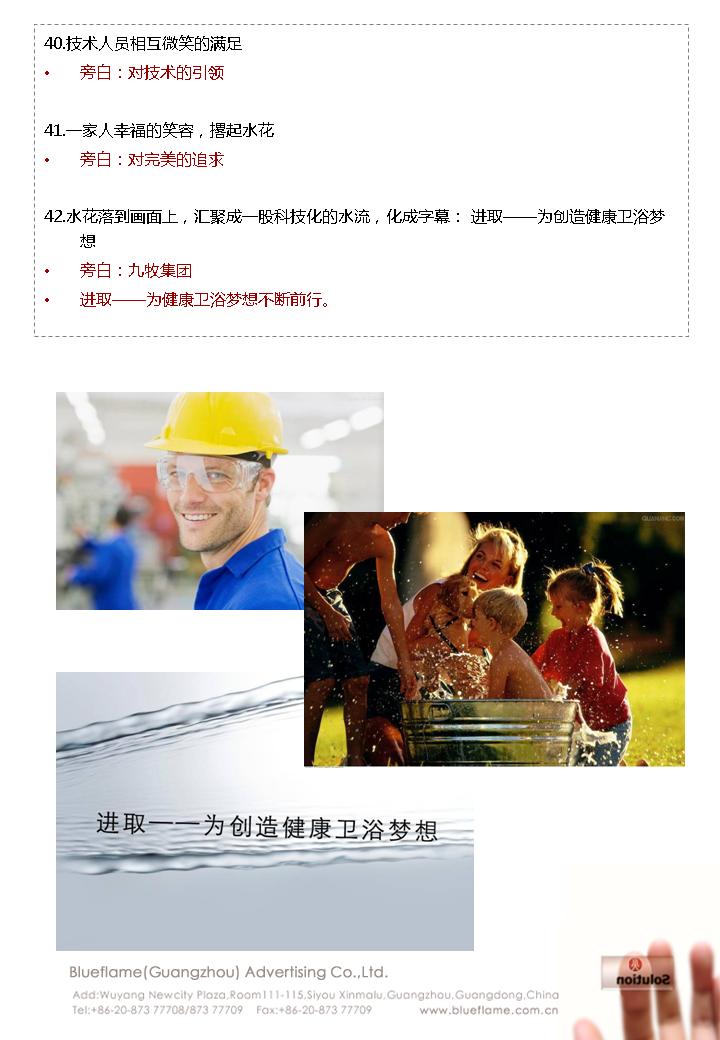 40.技术人员相互微笑的满足
• 旁白：对技术的引领
41.一家人幸福的笑容，撂起水花
• 旁白：对完美的追求
42.水花落到画面上，汇聚成一股科技化的水流，化成字幕： 进取——为创造健康卫浴梦
想
• 旁白：九牧集团
• 进取——为健康卫浴梦想不断前行。
QUANJING.COM
进取——为创造健康卫浴梦想
Blueflame(Guangzhou) Advertising Co.,Ltd.
Add:Wuyang Newcity Plaza,Room111-115,Siyou Xinmalu,Guangzhou,Guangdong,China
Tel:+86-20-873 77708/873 77709 Fax:+86-20-873 77709 www.blueflame.com.cn
Solution